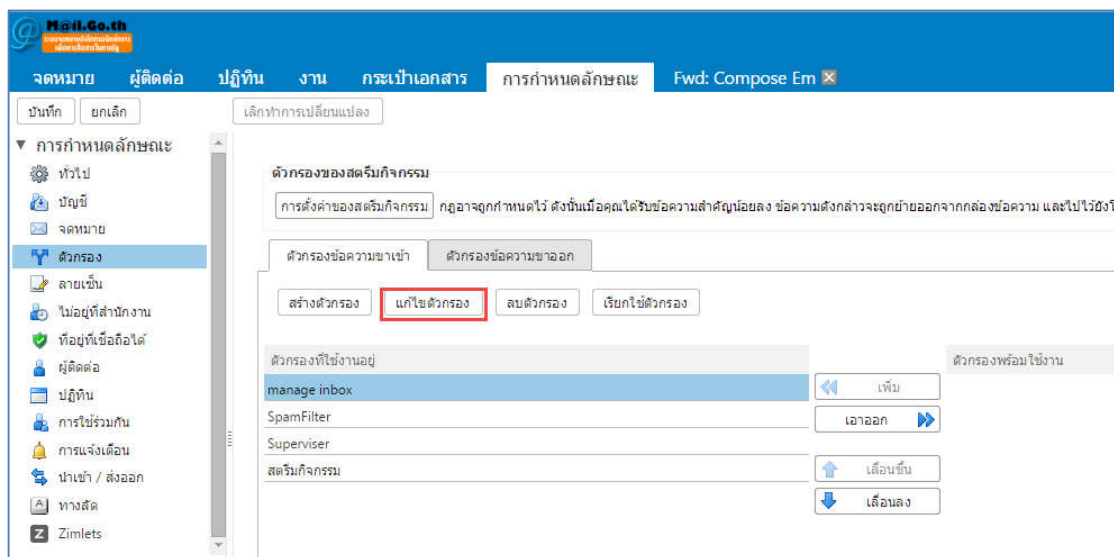 M@il.Go.th
จดหมาย ผู้ติดต่อ ปฏิทิน งาน กระเป๋าเอกสาร การกำหนดลักษณะ Fwd: Compose Em
บันทึก ยกเลิก เลิกทำการเปลี่ยนแปลง
การกำหนดลักษณะ
ทั่วไป
บัญชี
จดหมาย
ตัวกรอง
ลายเซ็น
ไม่อยู่ที่สำนักงาน
ที่อยู่ที่เชื่อถือได้
ผู้ติดต่อ
ปฏิทิน
การใช้ร่วมกัน
การแจ้งเตือน
นำเข้า / ส่งออก
ทางลัด
Zimlets
ตัวกรองของสตรีมกิจกรรม
การตั้งค่าของสตรีมกิจกรรม กฎอาจถูกกำหนดไว้ ดังนั้นเมื่อคุณได้รับข้อความสำคัญน้อยลง ข้อความดังกล่าวจะถูกย้ายออกจากกล่องข้อความ และไปไว้ยังโ
ตัวกรองข้อความขาเข้า ตัวกรองข้อความขาออก
สร้างตัวกรอง แก้ไขตัวกรอง ลบตัวกรอง เรียกใช้ตัวกรอง
ตัวกรองที่ใช้งานอยู่
manage inbox
SpamFilter
Superviser
สตรีมกิจกรรม
เพิ่ม
เอาออก
เลื่อนขึ้น
เลื่อนลง
ตัวกรองพร้อมใช้งาน